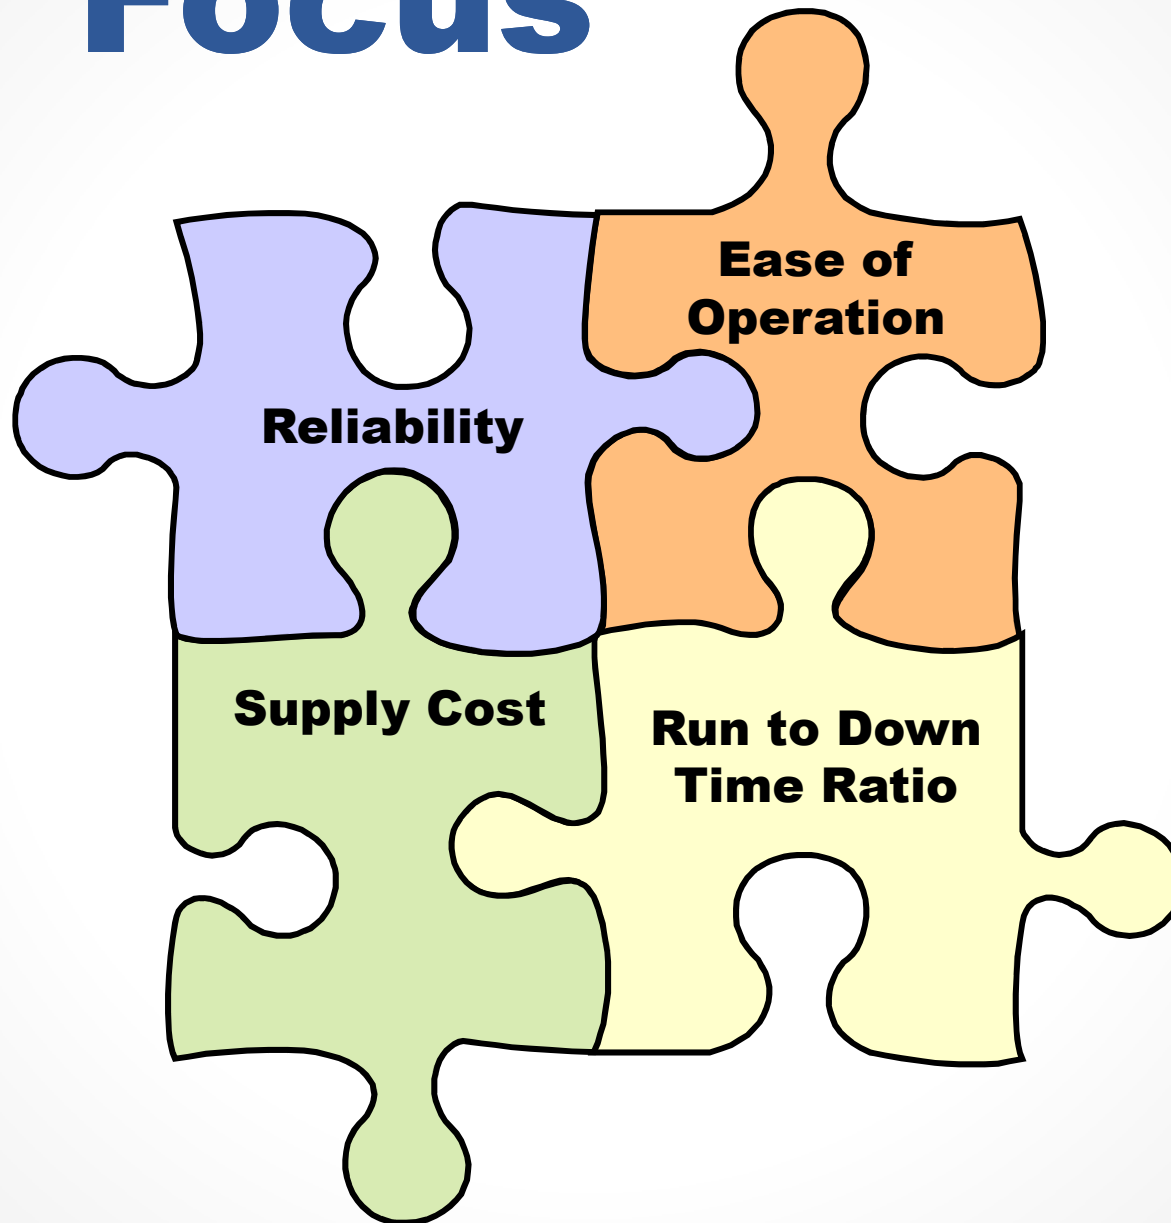 Focus
Ease of
Operation
Reliability
Supply Cost
Run to Down
Time Ratio